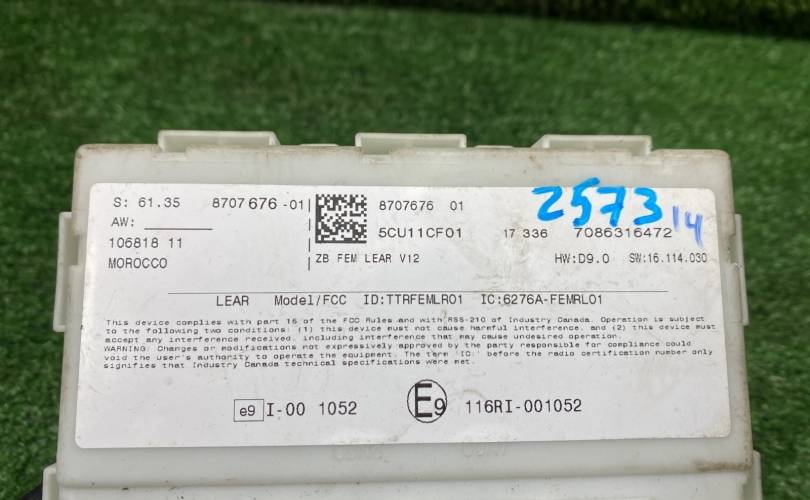 S: 61.35 8707 676 -01
AW:
106818 11
MOROCCO
8707676 01
5CU11CF01 17 336 7086316472
ZB FEM LEAR V12 HW:D9.0 SW:16.114.030
2573 14
LEAR Model/FCC ID:TTRFEMLR01 IC:6276A-FEMRL01
This device complies with part 15 of the FCC Rules and with RSS-210 of Industry Canada. Operation is subject
to the following two conditions: (1) this device must not cause harmful interference, and (2) this device must
accept any interference received, including interference that may cause undesired operation.
WARNING: Changes or modifications not expressively approved by the party responsible for compliance could
void the user's authority to operate the equipment. The term 'IC:' before the radio certification number only
signifies that Industry Canada technical specifications were met.
e9 I-00 1052 E9 116RI-001052